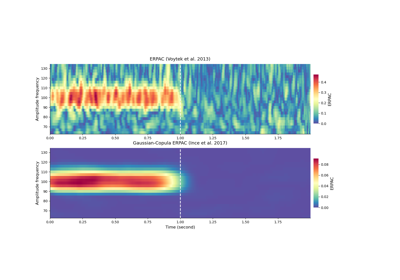 ERPAC (Voytek et al. 2013)
Amplitude frequency
130
120
110
100
90
80
70
0.00 0.25 0.50 0.75 1.00 1.25 1.50 1.75
0.4
0.3
0.2
0.1
0.0
ERPAC
Gaussian-Copula ERPAC (Ince et al. 2017)
Amplitude frequency
130
120
110
100
90
80
70
0.00 0.25 0.50 0.75 1.00 1.25 1.50 1.75
Time (second)
0.08
0.06
0.04
0.02
0.00
ERPAC